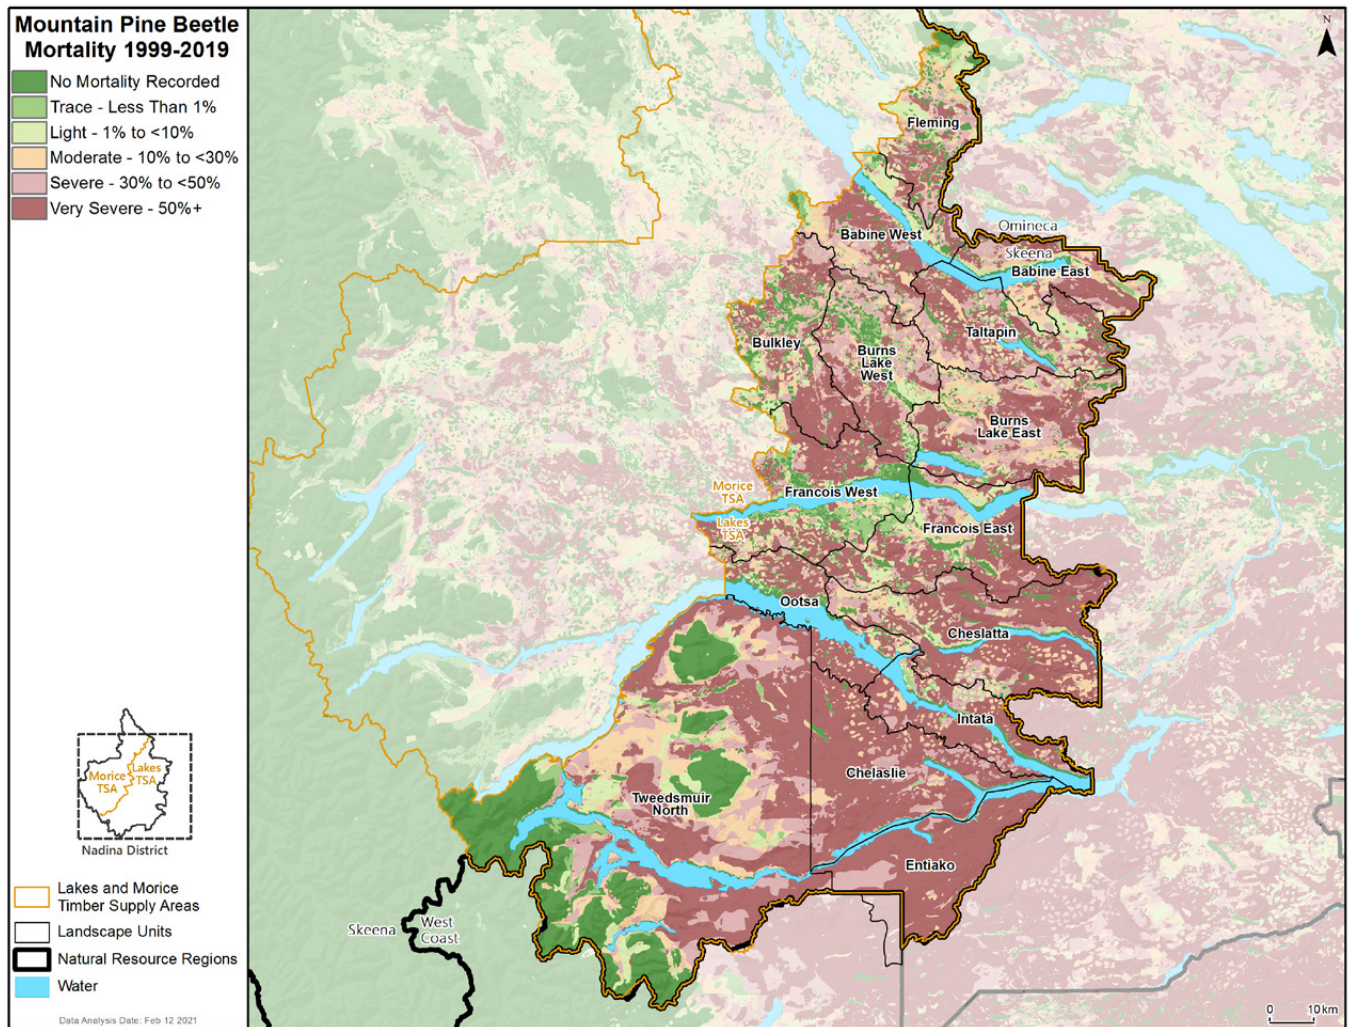 Mountain Pine Beetle
Mortality 1999-2019
No Mortality Recorded
Trace - Less Than 1%
Light - 1% to <10%
Moderate - 10% to <30%
Severe - 30% to <50%
Very Severe - 50%+
Morice
TSA
Lakes
TSA
Nadina District
Lakes and Morice
Timber Supply Areas
Landscape Units
Natural Resource Regions
Water
Data Analysis Date: Feb 12 2021
N
Fleming
Omineca
Skeena
Babine West
Babine East
Taltapin
Bulkley
Burns
Lake
West
Burns
Lake East
Morice
TSA
Lakes
TSA
Francois West
Francois East
Ootsa
Cheslatta
Intata
Chelaslie
Tweedsmuir
North
Entiako
Skeena
West
Coast
0 10 km